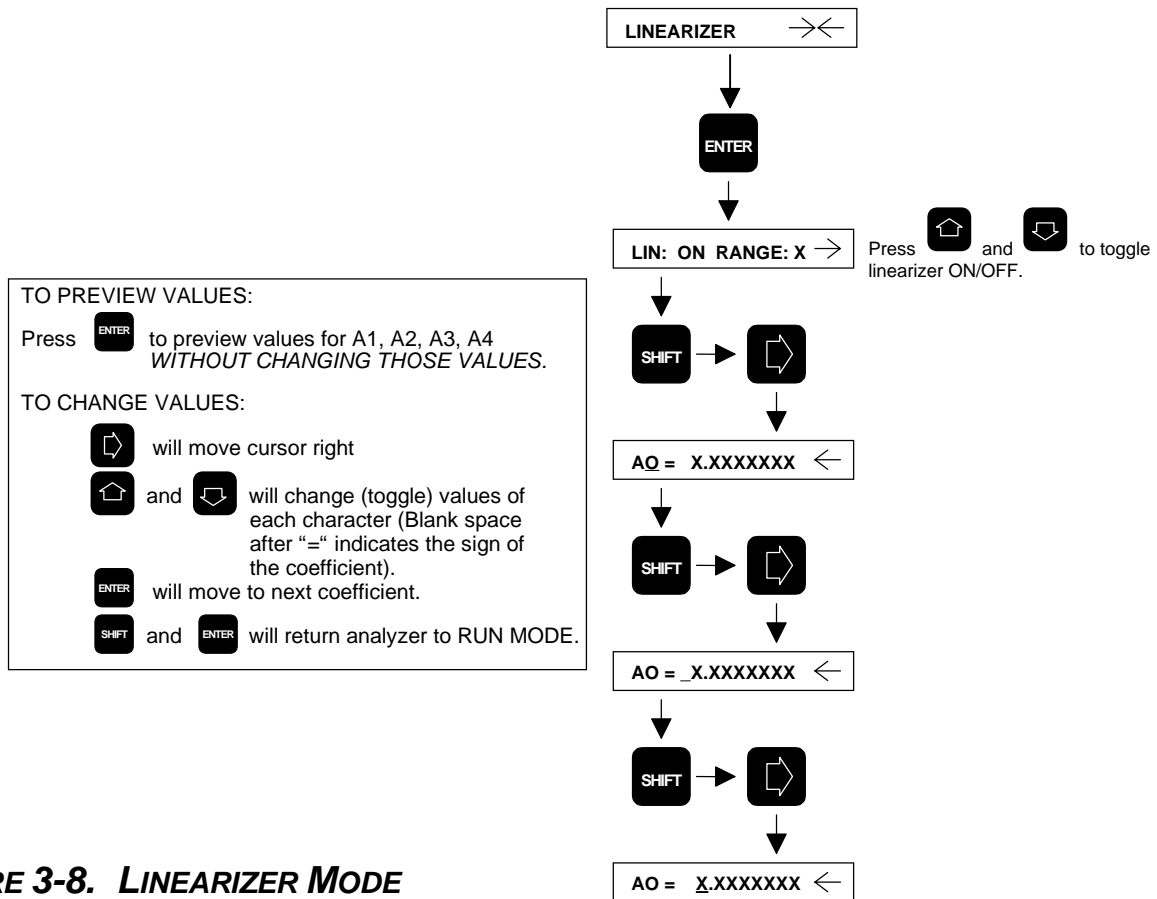 LINEARIZER
ENTER
LIN: ON RANGE: X
Press and to toggle
linearizer ON/OFF.
SHIFT
AO = X.XXXXXXX
SHIFT
AO = _X.XXXXXXX
SHIFT
AO = X.XXXXXXX
TO PREVIEW VALUES:
Press ENTER to preview values for A1, A2, A3, A4
WITHOUT CHANGING THOSE VALUES.
TO CHANGE VALUES:
will move cursor right
and will change (toggle) values of
each character (Blank space
after “=“ indicates the sign of
the coefficient).
ENTER will move to next coefficient.
SHIFT and ENTER will return analyzer to RUN MODE.
RE 3-8. LINEARIZER MODE